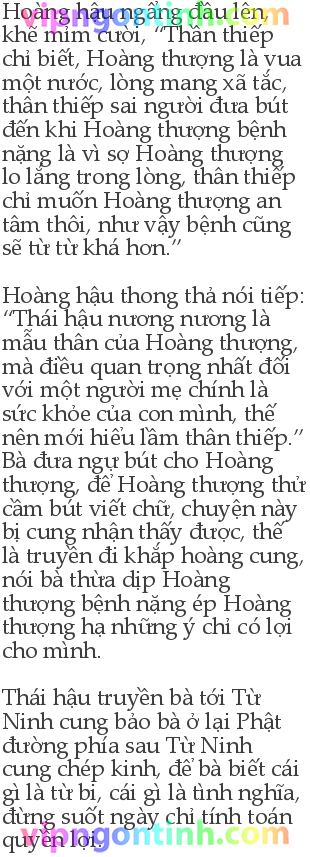 Hoàng hậu ngẩng đầu lên,
khẽ mỉm cười, “Thần thiếp
chỉ biết, Hoàng thượng là vua
một nước, lòng mang xã tắc,
thần thiếp sai người đưa bút
đến khi Hoàng thượng bệnh
nặng là vì sợ Hoàng thượng
lo lắng trong lòng, thần thiếp
chỉ muốn Hoàng thượng an
tâm thôi, như vậy bệnh cũng
sẽ từ từ khá hơn.”
Hoàng hậu thong thả nói tiếp:
“Thái hậu nương nương là
mẫu thân của Hoàng thượng,
mà điều quan trọng nhất đối
với một người mẹ chính là
sức khỏe của con mình, thế
nên mới hiểu lầm thần thiếp.”
Bà đưa ngự bút cho Hoàng
thượng, để Hoàng thượng thử
cầm bút viết chữ, chuyện này
bị cung nhận thấy được, thế
là truyền đi khắp hoàng cung,
nói bà thừa dịp Hoàng
thượng bệnh nặng ép Hoàng
thượng hạ những ý chỉ có lợi
cho mình.
Thái hậu truyền bà tới Từ
Ninh cung bảo bà ở lại Phật
đường phía sau Từ Ninh
cung chép kinh, để bà biết cái
gì là từ bi, cái gì là tình nghĩa,
đừng suốt ngày chỉ tính toán
quyền lợi.
vipngontinh.com
vipngontinh.com